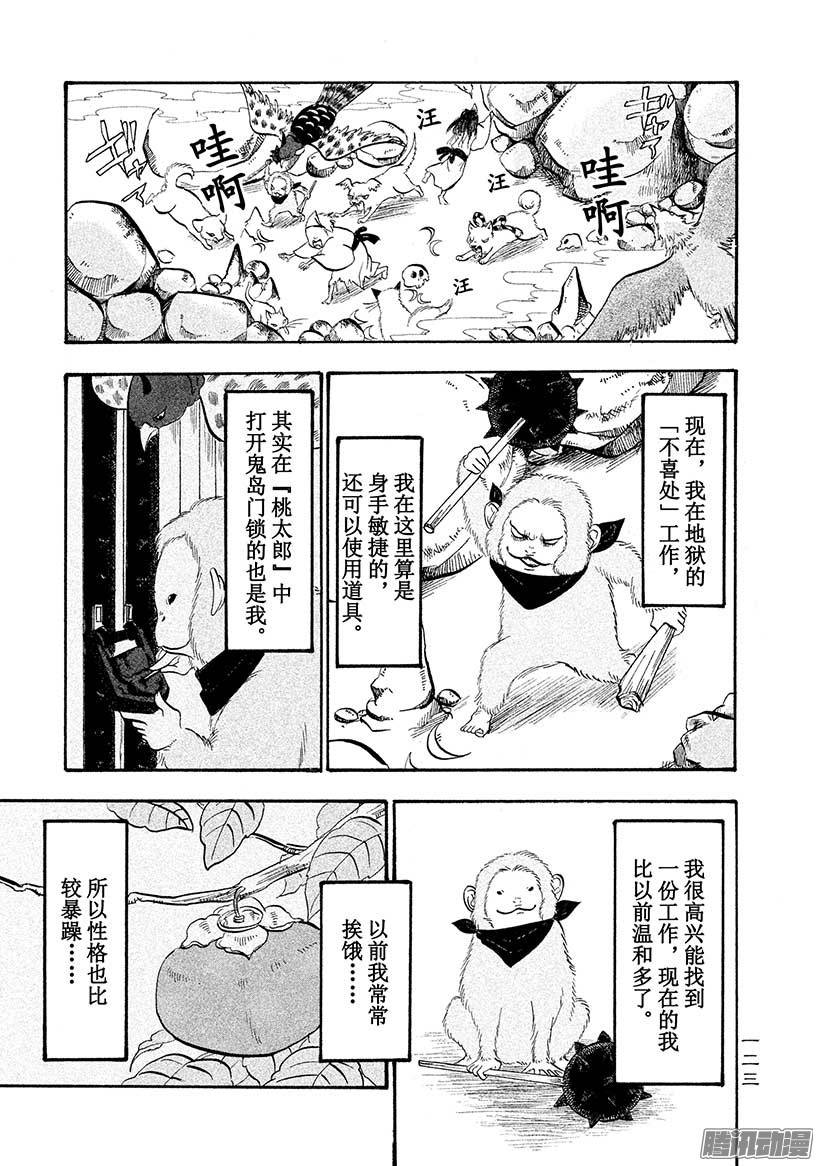 哇
啊
汪
汪
哇
啊
汪
现在，我在地狱的
「不喜处」工作，
我在这里算是
身手敏捷的，
还可以使用道具。
其实在『桃太郎』中
打开鬼岛门锁的也是我。
我很高兴能找到
一份工作，现在的我
比以前温和多了。
以前我常常
挨饿……
所以性格也比
较暴躁……
一二三
腾讯动漫